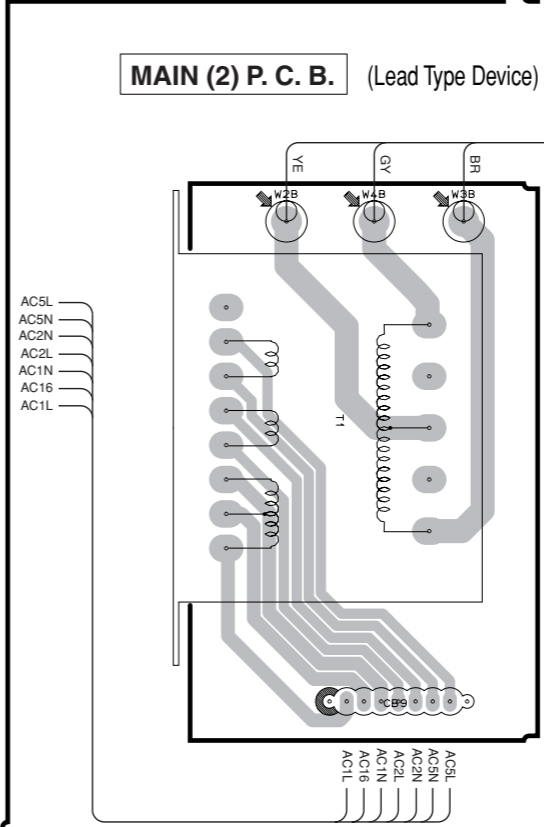 MAIN (2) P. C. B. (Lead Type Device)
YE
GY
BR
W2B
W4B
W3B
AC5L
AC5N
AC2N
AC2L
AC1N
AC16
AC1L
T1
CB9
AC1L
AC16
AC1N
AC2L
AC2N
AC5N
AC5L